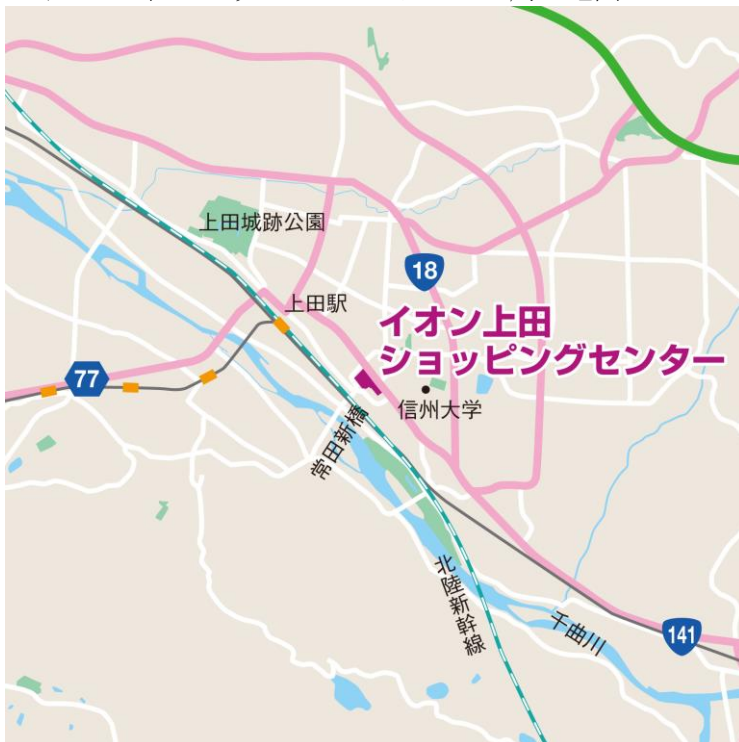 上田城跡公園
18
上田駅
イオン上田
ショッピングセンター
77
信州大学
常田新橋
北陸新幹線
千曲川
141